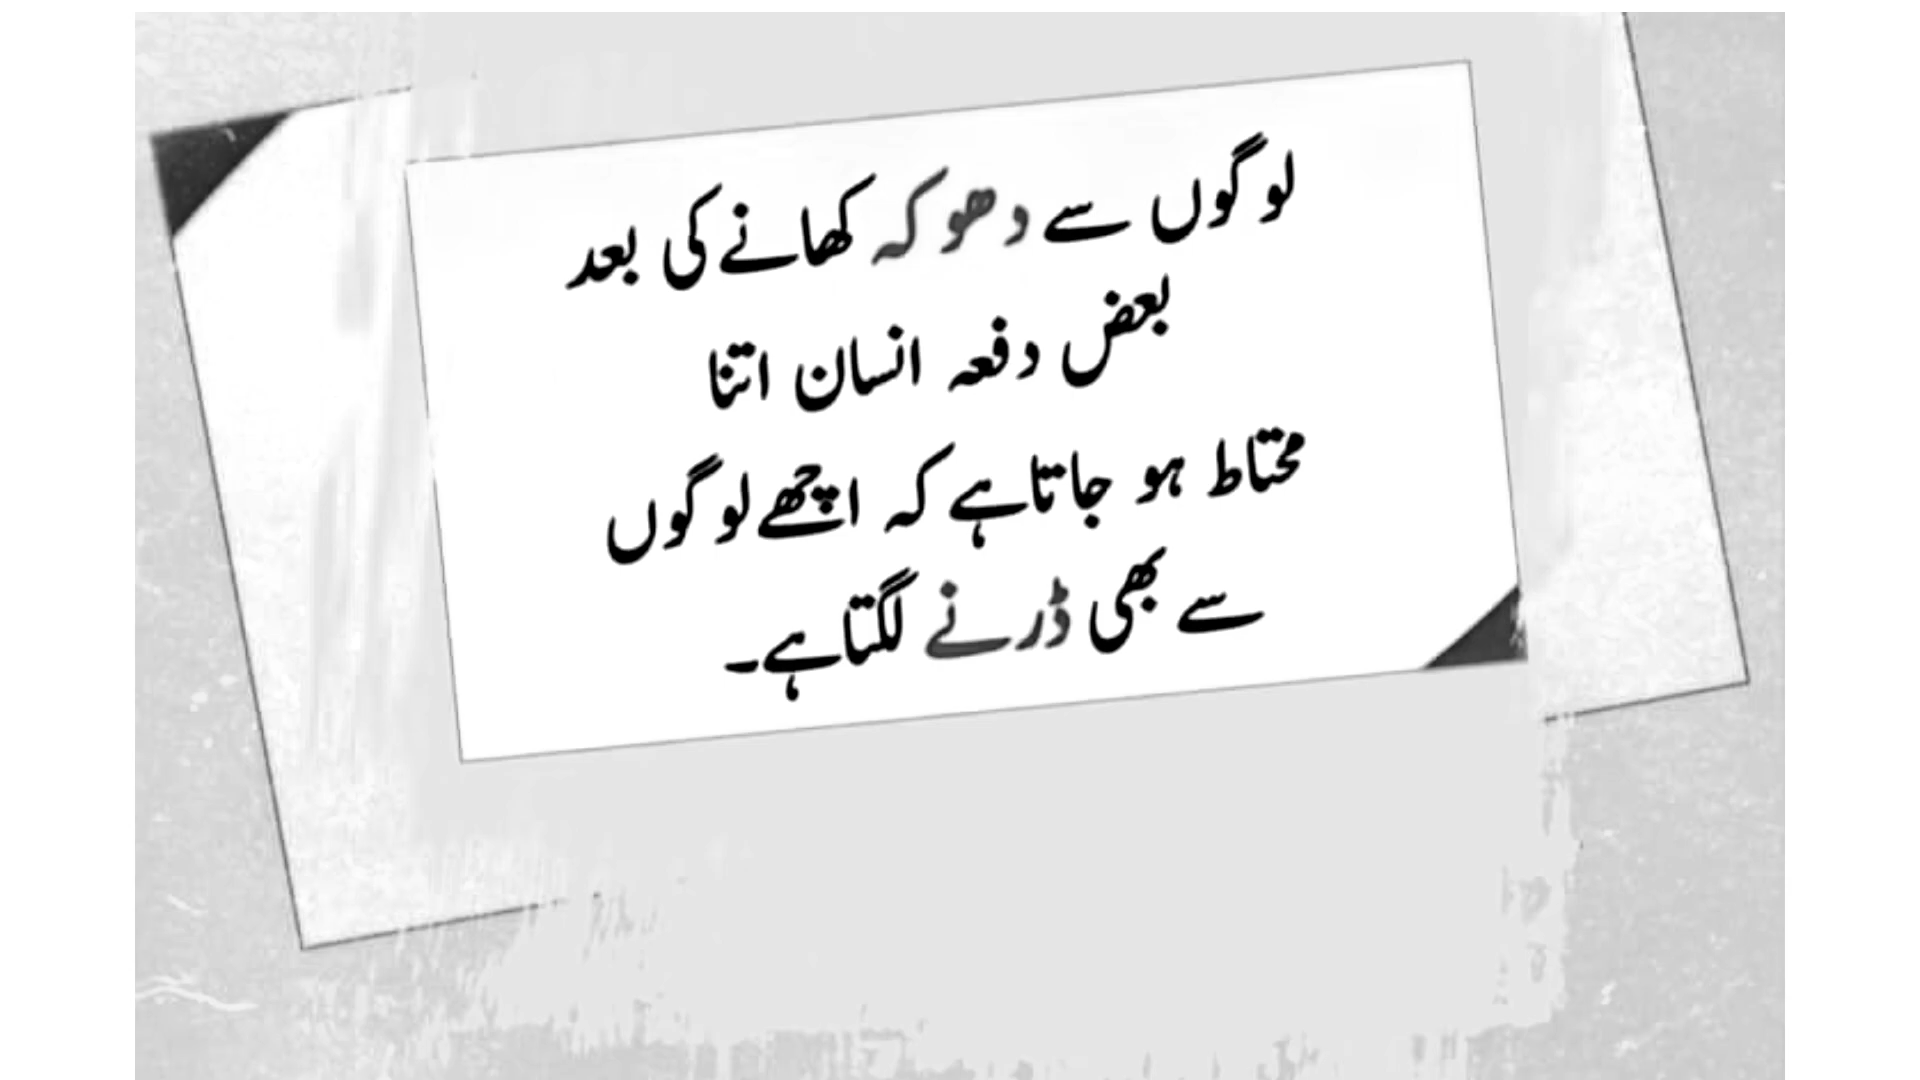 لوگوں سے دھوکہ کھانے کی بعد
بعض دفعہ انسان اتنا
محتاط ہو جاتا ہے کہ اچھے لوگوں
سے بھی ڈرنے لگتا ہے۔